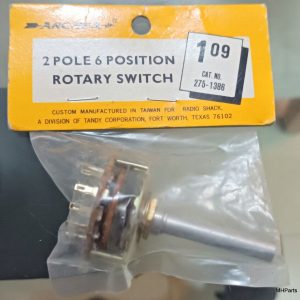 ARCHER
2 POLE 6 POSITION
ROTARY SWITCH
1.09
CAT. NO.
275-1386
CUSTOM MANUFACTURED IN TAIWAN FOR RADIO SHACK,
A DIVISION OF TANDY CORPORATION, FORT WORTH, TEXAS 76102
MHParts